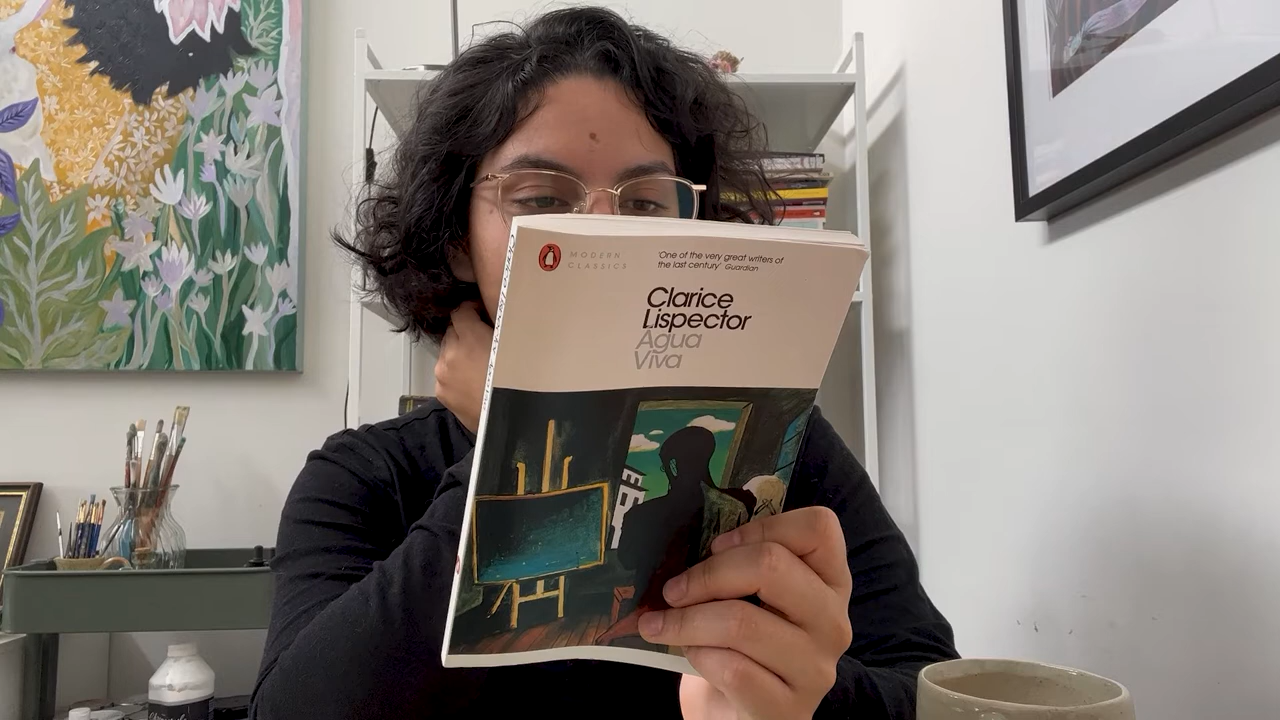 MODERN
CLASSICS
'One of the very great writers of
the last century' Guardian
Clarice
Lispector
Água
Viva